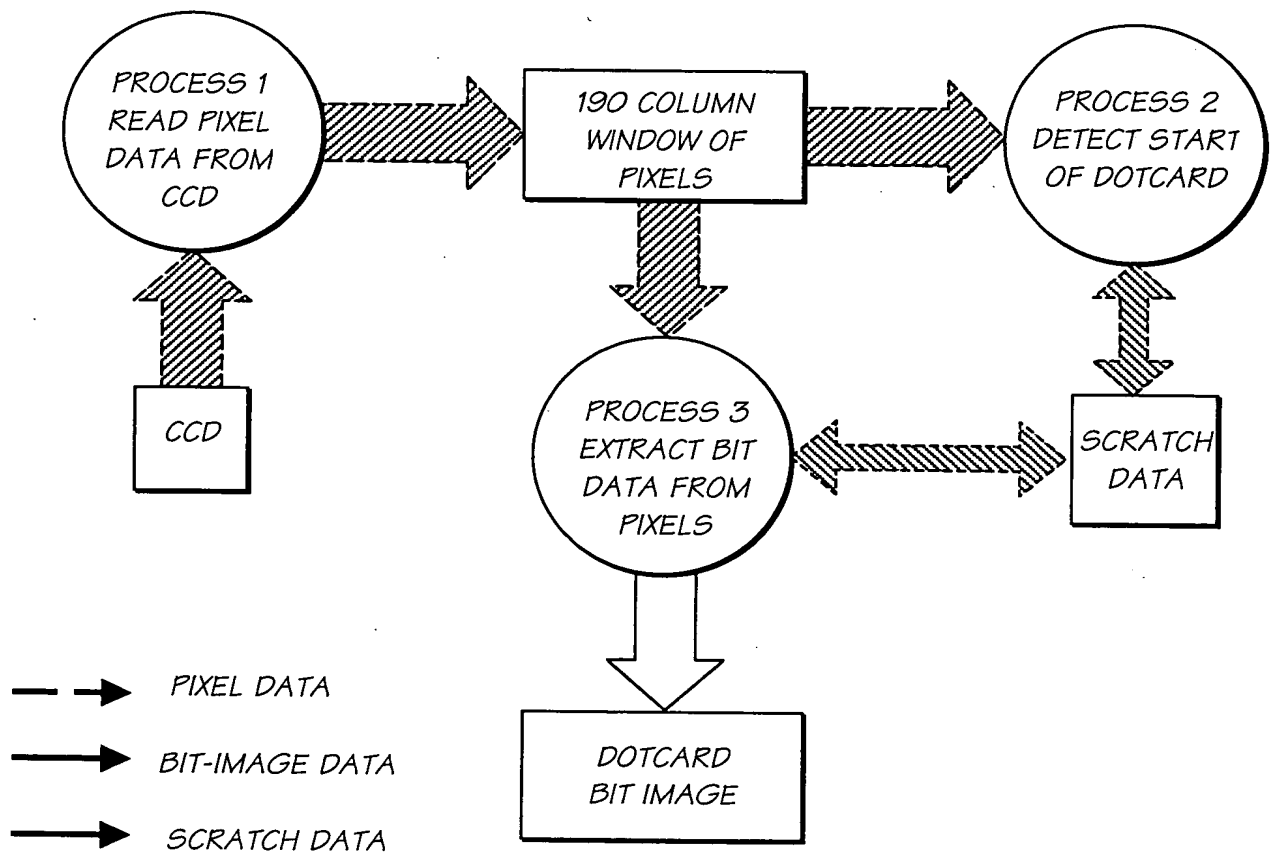 PROCESS 1
READ PIXEL
DATA FROM
CCD
190 COLUMN
WINDOW OF
PIXELS
PROCESS 2
DETECT START
OF DOTCARD
CCD
PROCESS 3
EXTRACT BIT
DATA FROM
PIXELS
SCRATCH
DATA
PIXEL DATA
BIT-IMAGE DATA
SCRATCH DATA
DOTCARD
BIT IMAGE